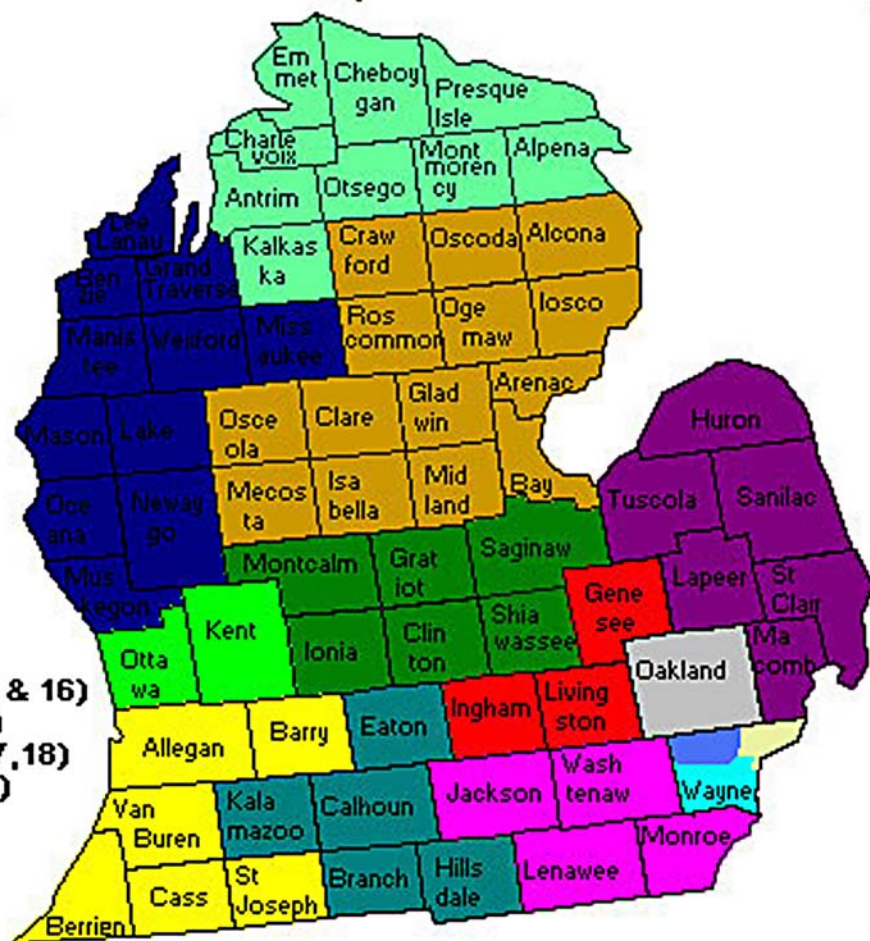 Em
met
Cheboy
gan
Presque
Isle
Charle
voix
Mont
moren
cy
Alpena
Antrim
Otsego
Lee
Lanau
Kalkas
ka
Craw
ford
Oscoda
Alcona
Ben
zie
Grand
Traverse
Manis
tee
Wexford
Miss
aukee
Ros
common
Oge
maw
Iosco
Arenac
Mason
Lake
Osce
ola
Clare
Glad
win
Huron
Oce
ana
Neway
go
Mecos
ta
Isa
bella
Mid
land
Bay
Tuscola
Sanilac
Mus
kegon
Montcalm
Grat
iot
Saginaw
Lapeer
St
Clair
Gene
see
Otta
wa
Kent
Ionia
Clin
ton
Shia
wassee
Oakland
Ma
comb
& 16)
7,18)
)
Allegan
Barry
Eaton
Ingham
Living
ston
Van
Buren
Kala
mazoo
Calhoun
Jackson
Wash
tenaw
Wayne
Berrien
Cass
St
Joseph
Branch
Hills
dale
Lenawee
Monroe